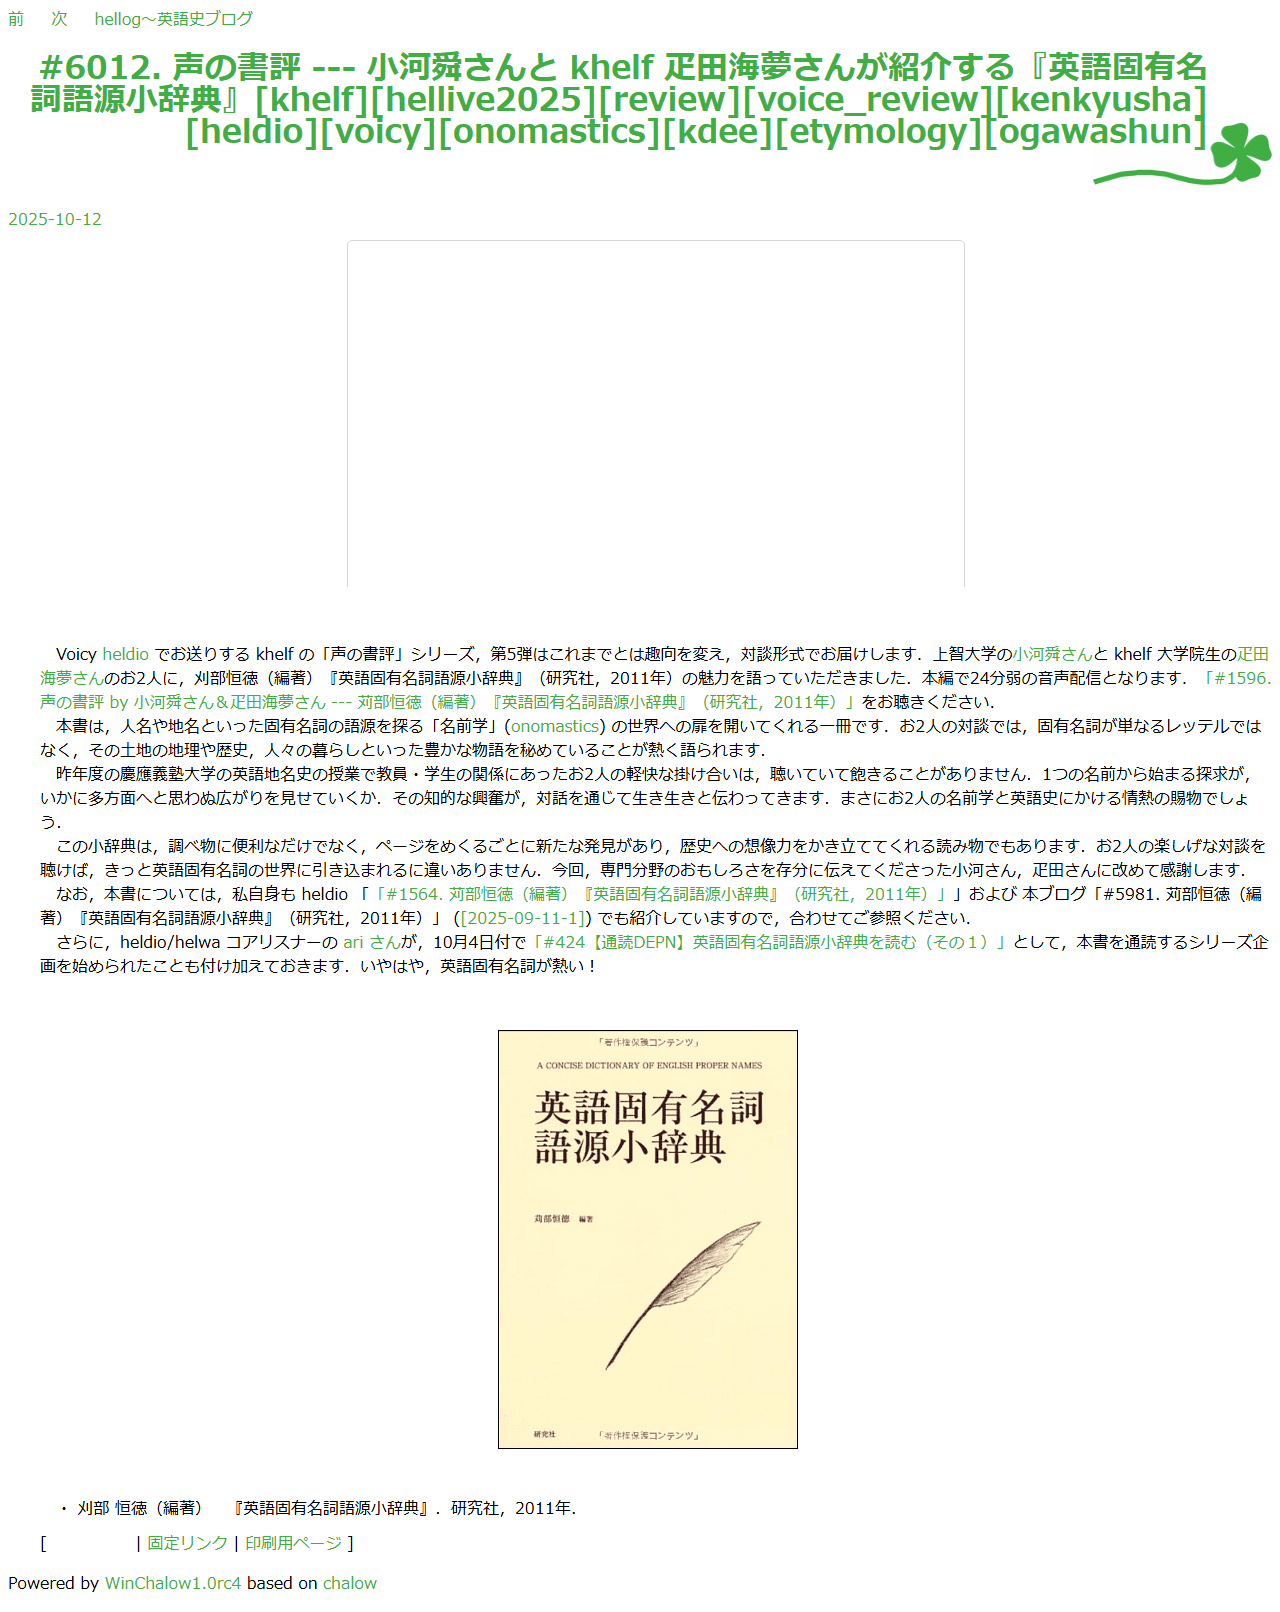 前 次 hellog～英語史ブログ
#6012. 声の書評 --- 小河舜さんと khelf 疋田海夢さんが紹介する『英語固有名
詞語源小辞典』[khelf][hellive2025][review][voice_review][kenkyusha]
[heldio][voicy][onomastics][kdee][etymology][ogawashun]
2025-10-12
Voicy heldio でお送りする khelf の「声の書評」シリーズ，第5弾はこれまでとは趣向を変え，対談形式でお届けします．上智大学の小河舜さんと khelf 大学院生の疋田
海夢さんのお2人に，刈部恒徳（編著）『英語固有名詞語源小辞典』（研究社，2011年）の魅力を語っていただきました．本編で24分弱の音声配信となります．「#1596.
声の書評 by 小河舜さん＆疋田海夢さん --- 苅部恒徳（編著）『英語固有名詞語源小辞典』（研究社，2011年）」をお聴きください．
本書は，人名や地名といった固有名詞の語源を探る「名前学」(onomastics) の世界への扉を開いてくれる一冊です．お2人の対談では，固有名詞が単なるレッテルでは
なく，その土地の地理や歴史，人々の暮らしといった豊かな物語を秘めていることが熱く語られます．
昨年度の慶應義塾大学の英語地名史の授業で教員・学生の関係にあったお2人の軽快な掛け合いは，聴いていて飽きることがありません．1つの名前から始まる探求が，
いかに多方面へと思わぬ広がりを見せていくか．その知的な興奮が，対話を通じて生き生きと伝わってきます．まさにお2人の名前学と英語史にかける情熱の賜物でしょ
う．
この小辞典は，調べ物に便利なだけでなく，ページをめくるごとに新たな発見があり，歴史への想像力をかき立ててくれる読み物でもあります．お2人の楽しげな対談を
聴けば，きっと英語固有名詞の世界に引き込まれるに違いありません．今回，専門分野のおもしろさを存分に伝えてくださった小河さん，疋田さんに改めて感謝します．
なお，本書については，私自身も heldio 「「#1564. 苅部恒徳（編著）『英語固有名詞語源小辞典』（研究社，2011年）」」および 本ブログ「#5981. 苅部恒徳（編
著）『英語固有名詞語源小辞典』（研究社，2011年）」 ([2025-09-11-1]) でも紹介していますので，合わせてご参照ください．
さらに，heldio/helwa コアリスナーの ari さんが，10月4日付で「#424【通読DEPN】英語固有名詞語源小辞典を読む（その１）」として，本書を通読するシリーズ企
画を始められたことも付け加えておきます．いやはや，英語固有名詞が熱い！
「著作権保護コンテンツ」
A CONCISE DICTIONARY OF ENGLISH PROPER NAMES
英語固有名詞
語源小辞典
苅部恒徳 編著
研究社 「著作権保護コンテンツ」
・ 刈部 恒徳（編著） 『英語固有名詞語源小辞典』．研究社，2011年．
[ | 固定リンク | 印刷用ページ ]
Powered by WinChalow1.0rc4 based on chalow